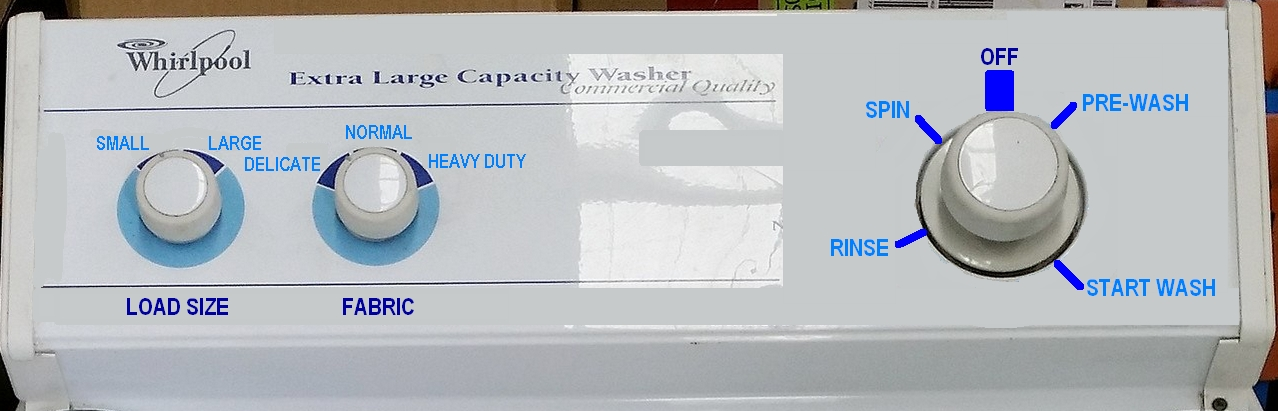 Whirlpool
Extra Large Capacity Washer
Commercial Quality
SMALL
LARGE
DELICATE
NORMAL
HEAVY DUTY
LOAD SIZE
FABRIC
OFF
PRE-WASH
SPIN
RINSE
START WASH